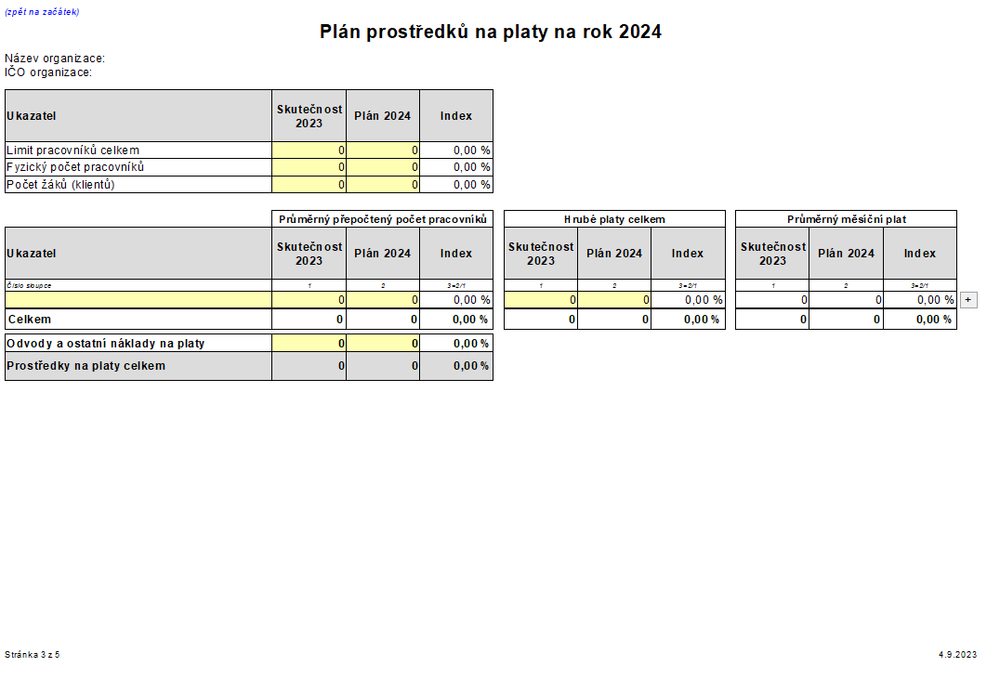 (zpět na začátek)
Plán prostředků na platy na rok 2024
Název organizace:
IČO organizace:
Ukazatel Skutečnost 2023 Plán 2024 Index
Limit pracovníků celkem 0 0 0,00 %
Fyzický počet pracovníků 0 0 0,00 %
Počet žáků (klientů) 0 0 0,00 %
Průměrný přepočtený počet pracovníků Hrubé platy celkem Průměrný měsíční plat
Ukazatel Skutečnost 2023 Plán 2024 Index Skutečnost 2023 Plán 2024 Index Skutečnost 2023 Plán 2024 Index
Číslo sloupce 1 2 3=2/1 1 2 3=2/1 1 2 3=2/1
0 0 0,00 % 0 0 0,00 % 0 0 0,00 % +
Celkem 0 0 0,00 % 0 0 0,00 % 0 0 0,00 %
Odvody a ostatní náklady na platy 0 0 0,00 %
Prostředky na platy celkem 0 0 0,00 %
Stránka 3 z 5 4.9.2023